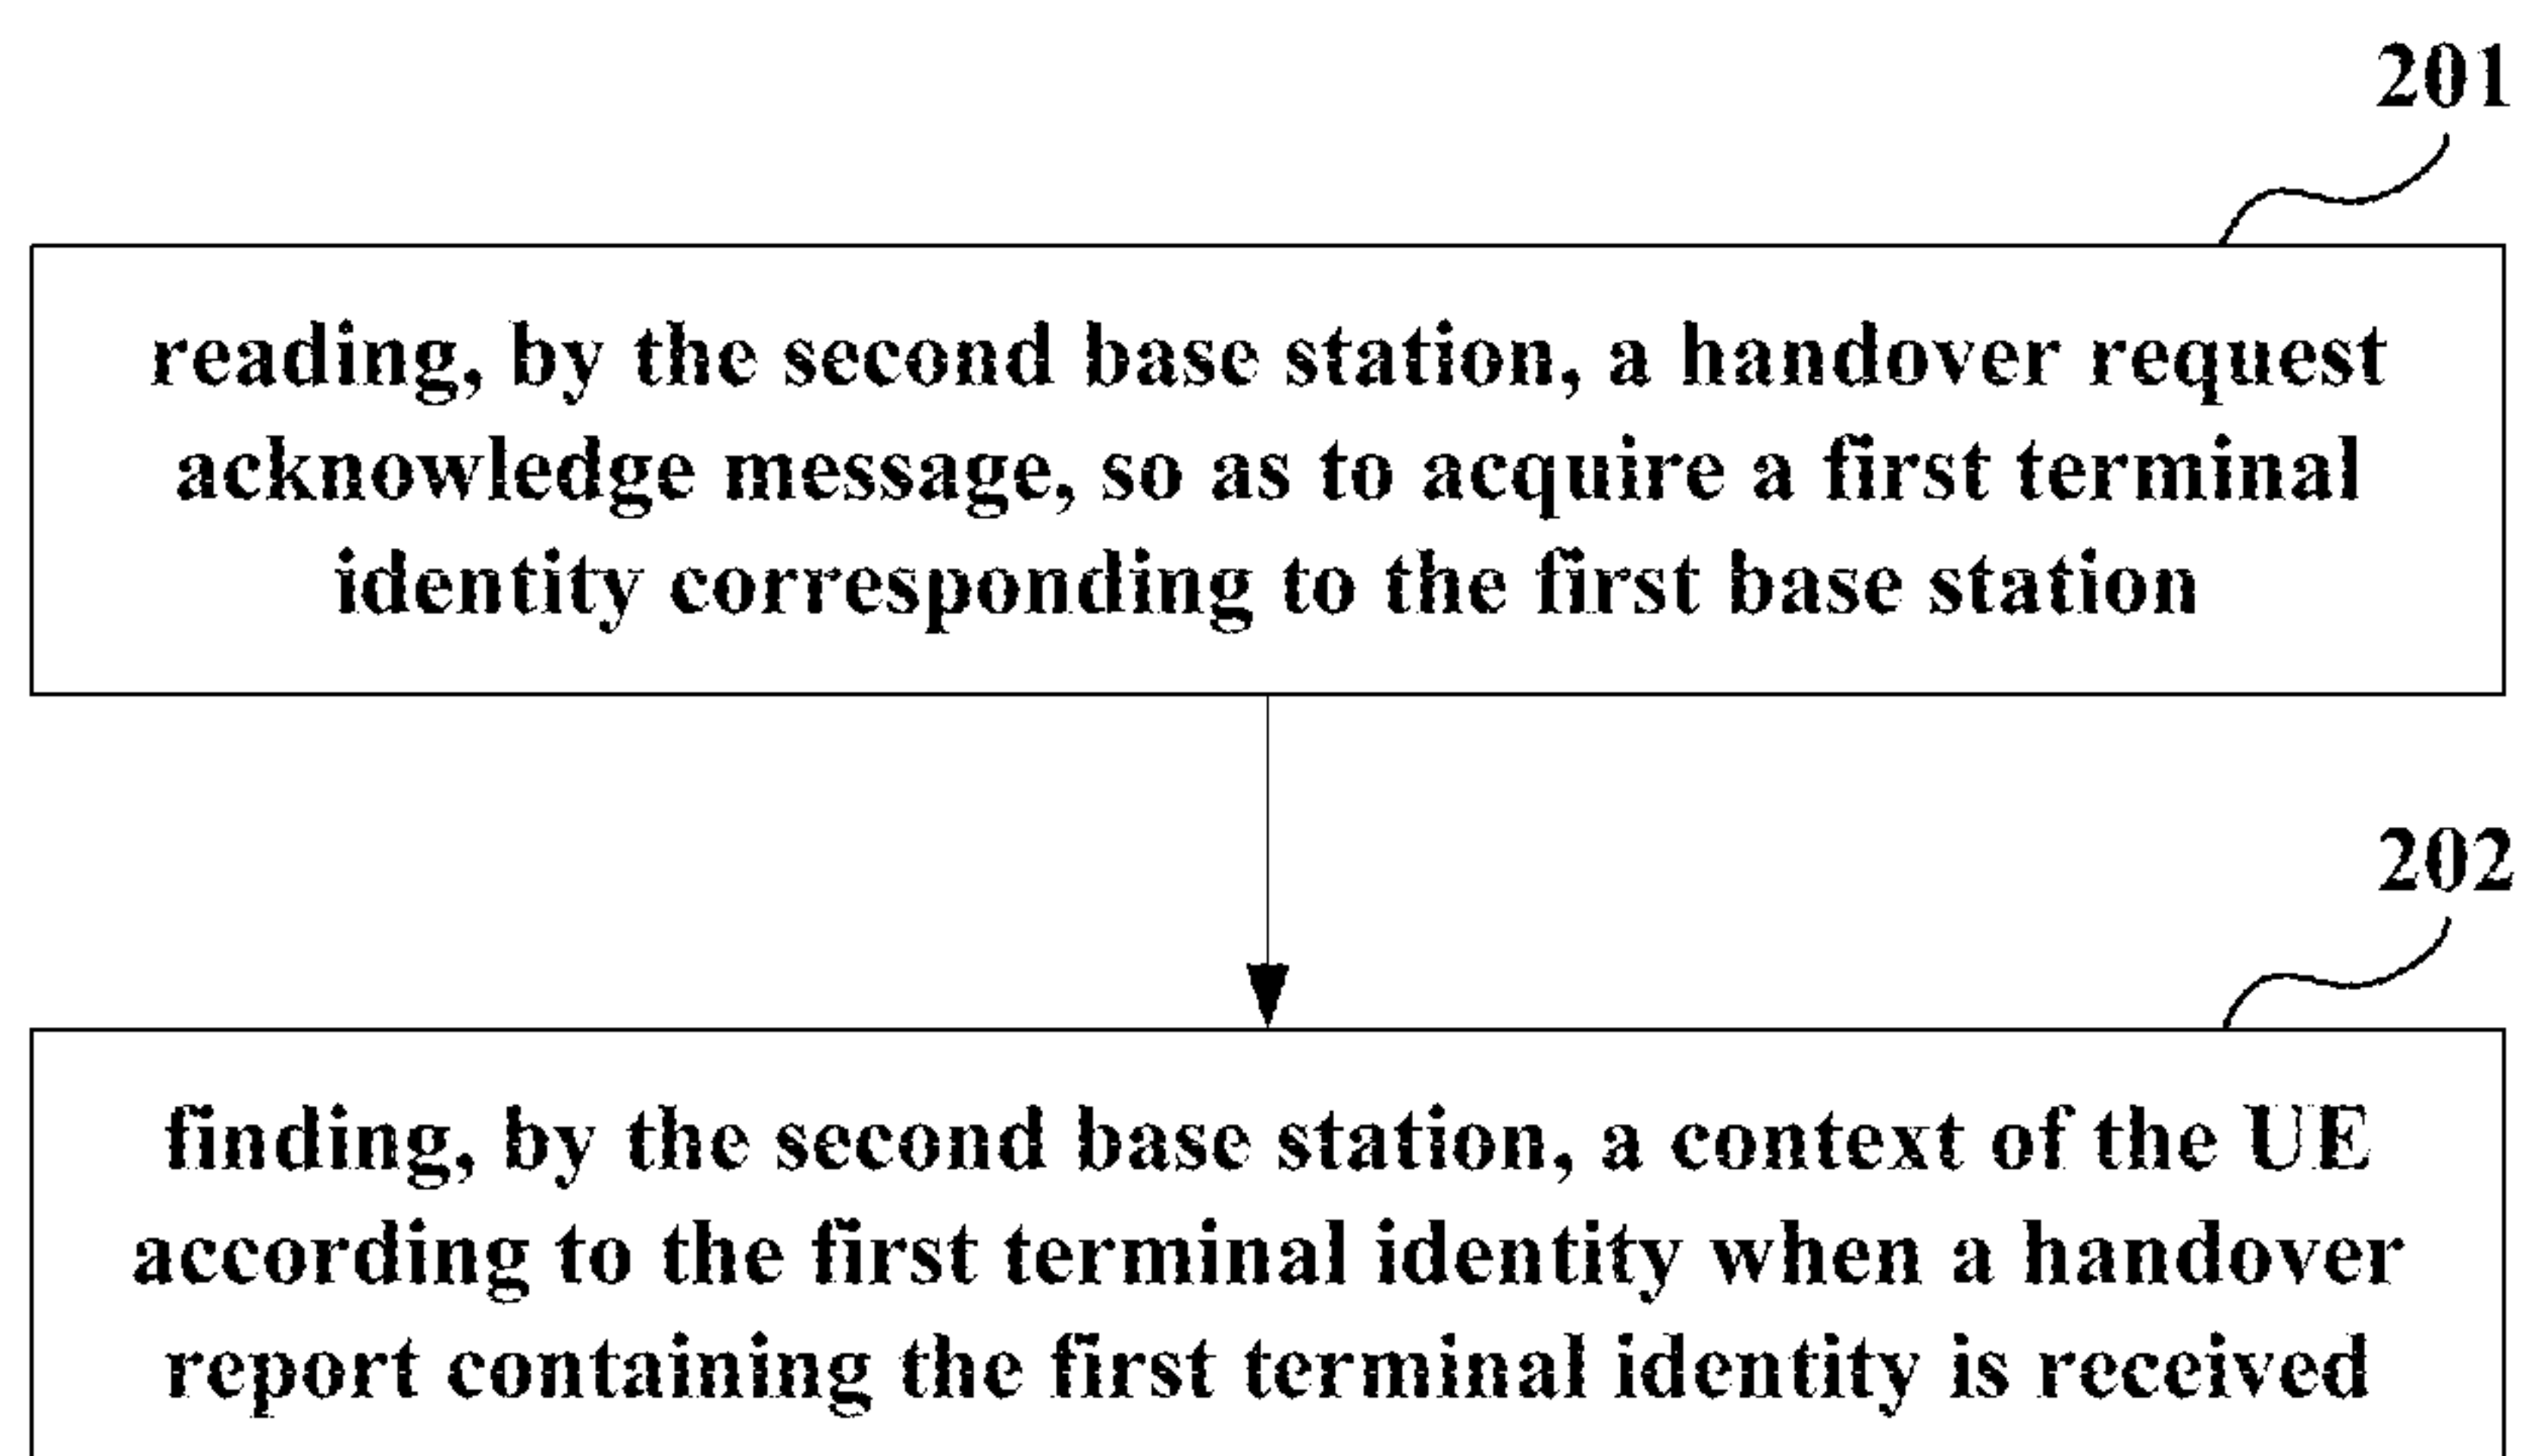 201
reading, by the second base station, a handover request
acknowledge message, so as to acquire a first terminal
identity corresponding to the first base station
202
finding, by the second base station, a context of the UE
according to the first terminal identity when a handover
report containing the first terminal identity is received